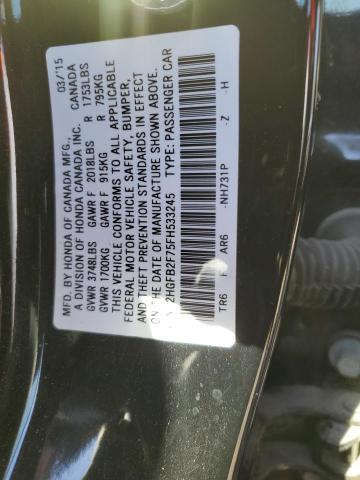 MFD. BY HONDA OF CANADA MFG., 03/'15
A DIVISION OF HONDA CANADA INC. CANADA
GVWR 3748LBS GAWR F 2018LBS R 1753LBS
GVWR 1700KG GAWR F 915KG R 795KG
THIS VEHICLE CONFORMS TO ALL APPLICABLE
FEDERAL MOTOR VEHICLE SAFETY, BUMPER,
AND THEFT PREVENTION STANDARDS IN EFFECT
ON THE DATE OF MANUFACTURE SHOWN ABOVE.
2HGFB2F75FH533245 TYPE: PASSENGER CAR
TR6 AR6 -NH731P -Z -H